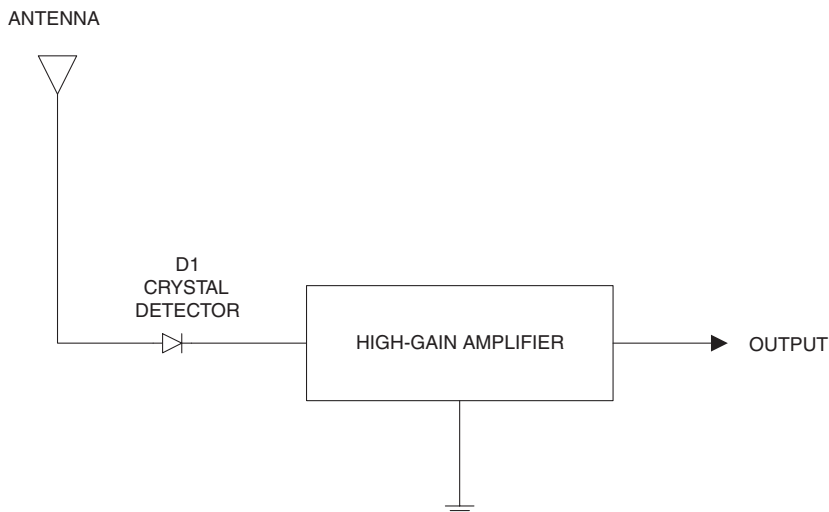 ANTENNA
D1
CRYSTAL
DETECTOR
HIGH-GAIN AMPLIFIER
OUTPUT